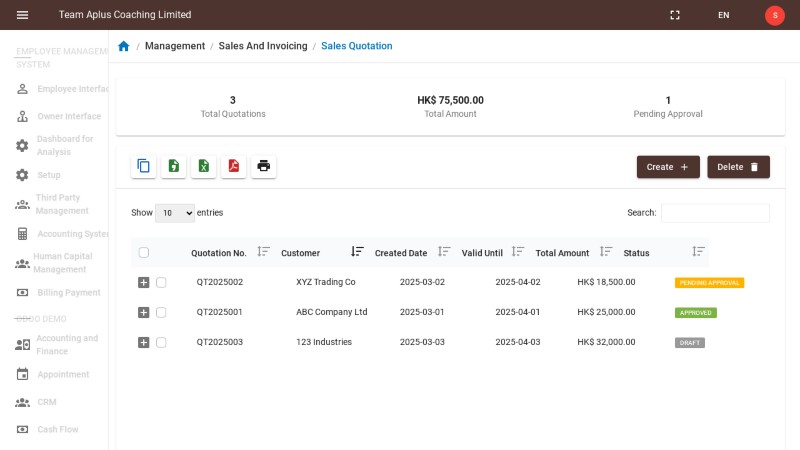 Team Aplus Coaching Limited
EN
S
EMPLOYEE MANAGEM
SYSTEM
Employee Interfac
Owner Interface
Dashboard for
Analysis
Setup
Third Party
Management
Accounting System
Human Capital
Management
Billing Payment
DEMO
Accounting and
Finance
Appointment
CRM
Cash Flow
/ Management / Sales And Invoicing / Sales Quotation
3
Total Quotations
HK$ 75,500.00
Total Amount
1
Pending Approval
Create +
Delete
Show 10 entries
Search:
Quotation No. Customer Created Date Valid Until Total Amount Status
QT2025002 XYZ Trading Co 2025-03-02 2025-04-02 HK$ 18,500.00 PENDING APPROVAL
QT2025001 ABC Company Ltd 2025-03-01 2025-04-01 HK$ 25,000.00 APPROVED
QT2025003 123 Industries 2025-03-03 2025-04-03 HK$ 32,000.00 DRAFT